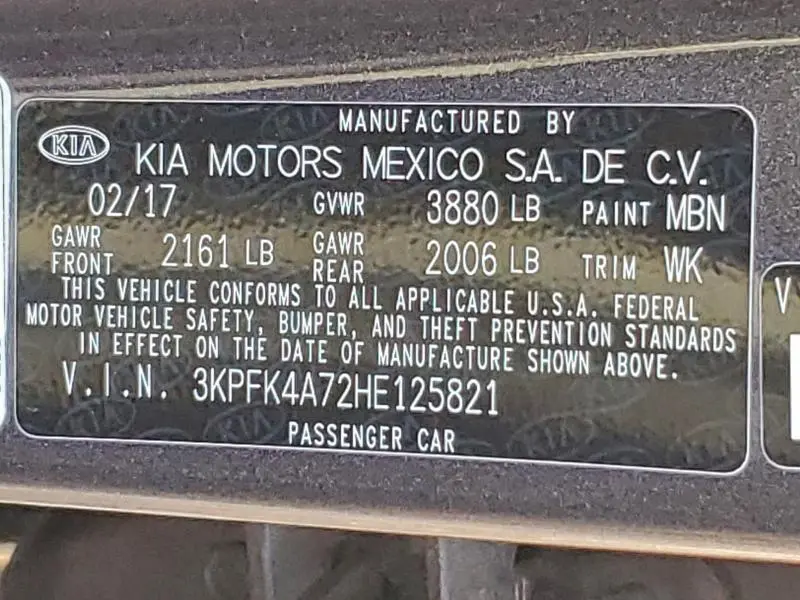 MANUFACTURED BY
KIA KIA MOTORS MEXICO S.A. DE C.V.
02/17 GVWR 3880 LB PAINT MBN
GAWR FRONT 2161 LB GAWR REAR 2006 LB TRIM WK
THIS VEHICLE CONFORMS TO ALL APPLICABLE U.S.A. FEDERAL
MOTOR VEHICLE SAFETY, BUMPER, AND THEFT PREVENTION STANDARDS
IN EFFECT ON THE DATE OF MANUFACTURE SHOWN ABOVE.
V.I.N. 3KPFK4A72HE125821
PASSENGER CAR
V